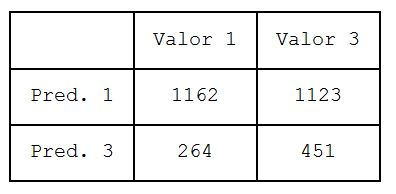 Valor 1 Valor 3
Pred. 1 1162 1123
Pred. 3 264 451